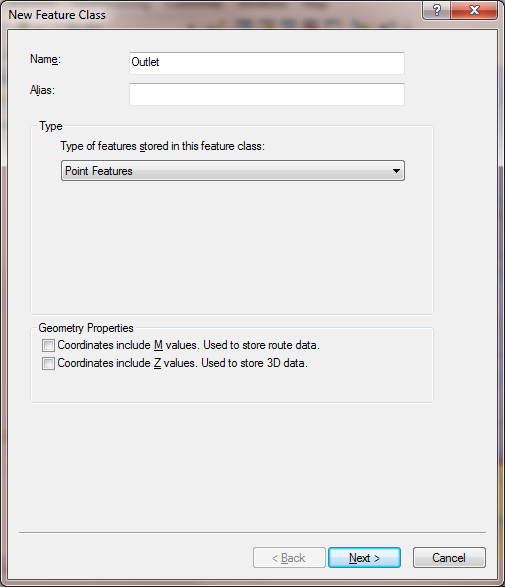 New Feature Class
?
Name:
Outlet
Alias:
Type
Type of features stored in this feature class:
Point Features
Geometry Properties
Coordinates include M values. Used to store route data.
Coordinates include Z values. Used to store 3D data.
< Back
Next >
Cancel